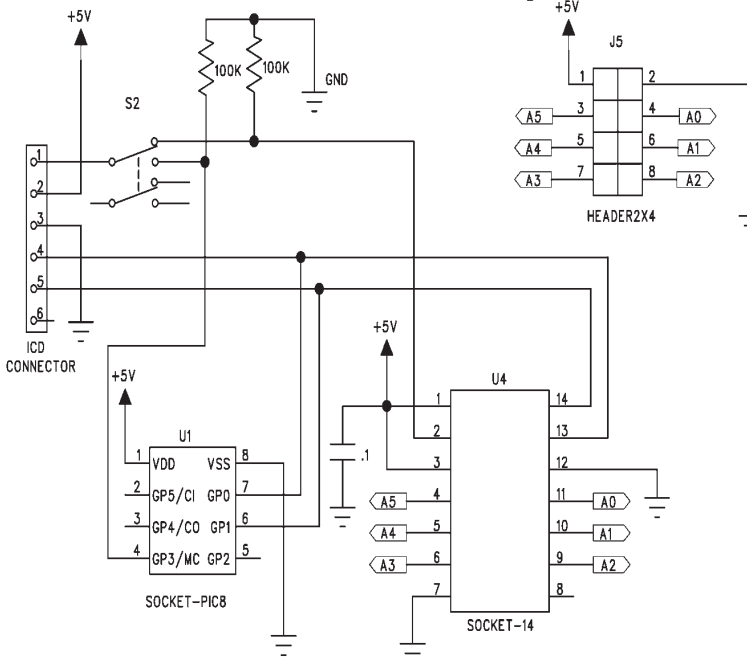 +5V
+5V
J5
100K
100K
GND
S2
1 2
A5 3 4 A0
A4 5 6 A1
A3 7 8 A2
HEADER2X4
1
2
3
4
5
6
ICD
CONNECTOR
+5V
+5V
U4
U1
1 14
2 13
3 12
A5 4 11 A0
A4 5 10 A1
A3 6 9 A2
7 8
.1
1 VDD VSS 8
2 GP5/CI GP0 7
3 GP4/CO GP1 6
4 GP3/MC GP2 5
SOCKET-PIC8
SOCKET-14